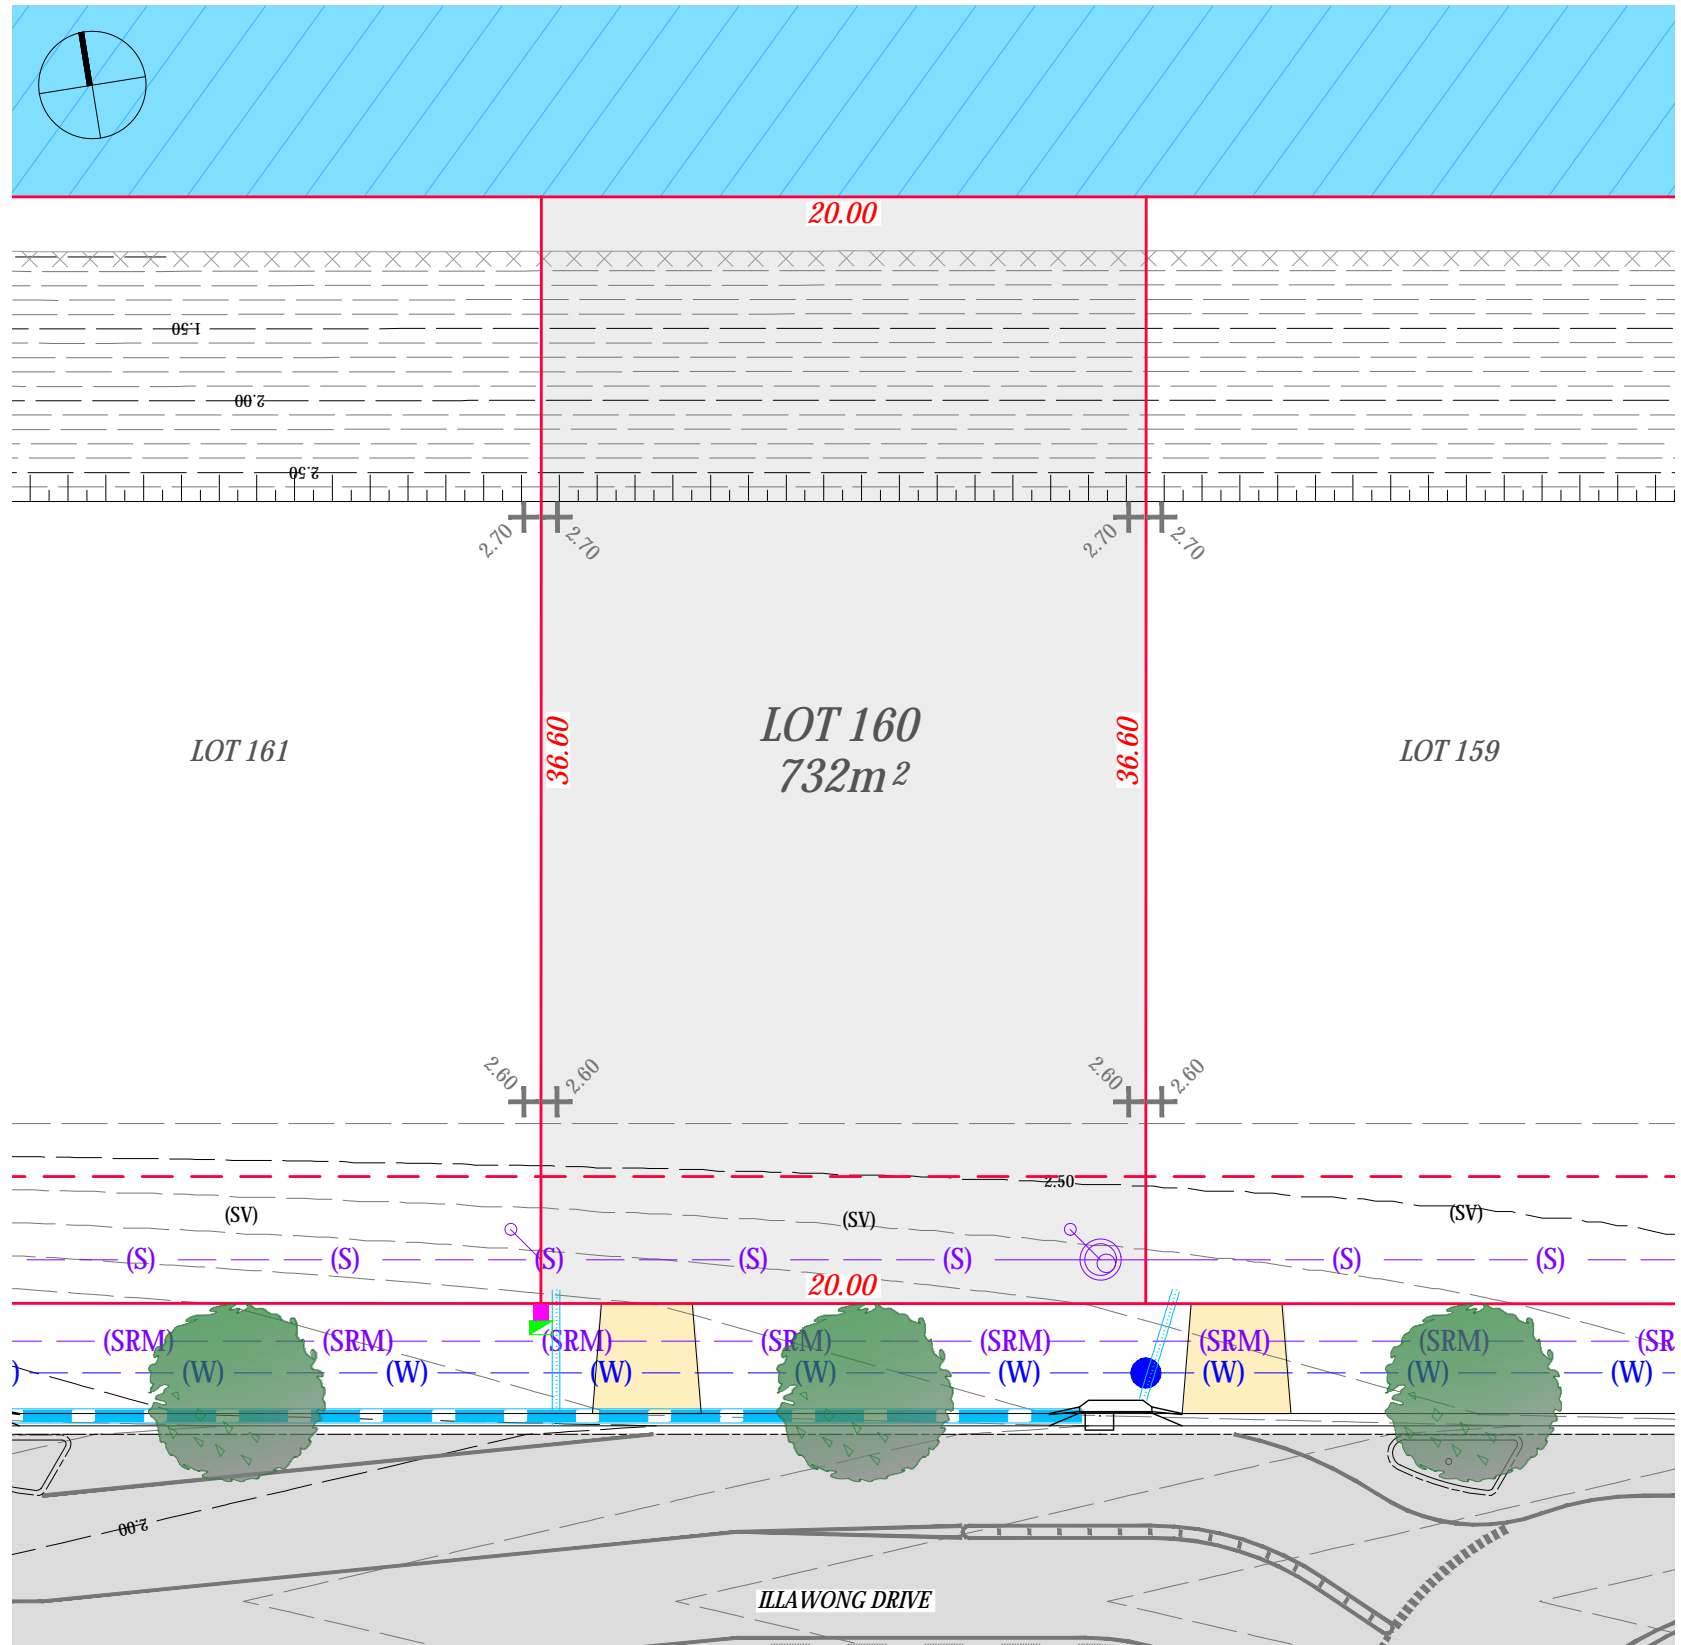 20.00
1.50
2.00
2.50
2.70 2.70 2.70 2.70
LOT 161
36.60
LOT 160
732m²
36.60
LOT 159
2.60 2.60 2.60 2.60
2.50
(SV) (SV) (SV)
(S) (S) (S) (S) (S) (S) (S)
20.00
(SRM) (SRM) (SRM) (SRM) (SRM) (SRM) (SRM) (SR
) (W) (W) (W) (W) (W) (W) (W) (W)
2.00
ILLAWONG DRIVE